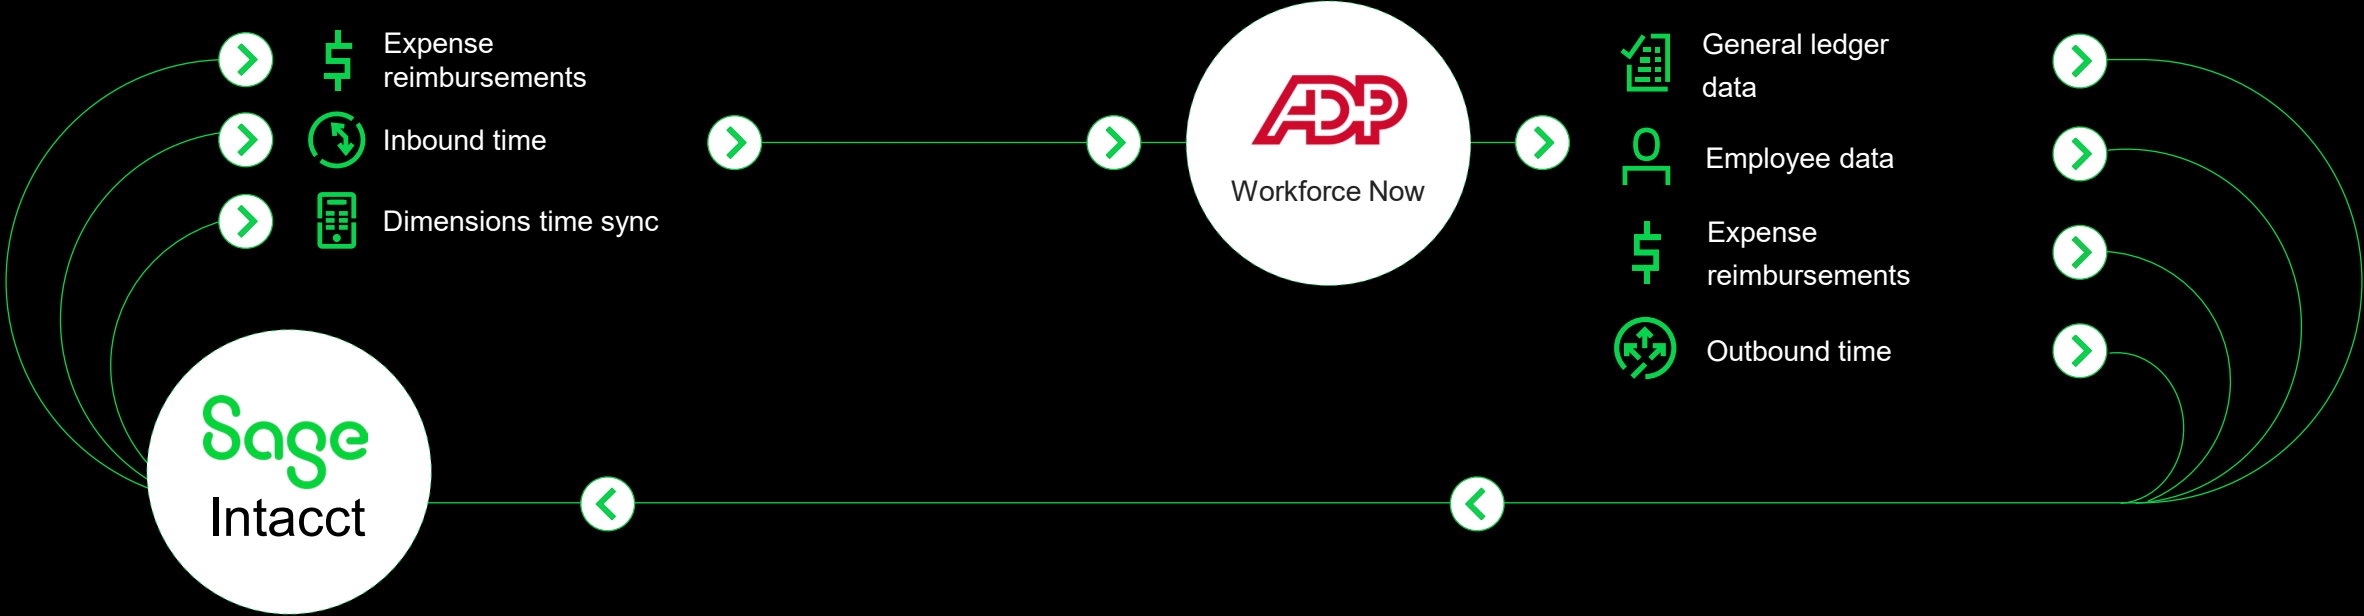 Expense
reimbursements
Inbound time
Dimensions time sync
Sage
Intacct
ADP
Workforce Now
General ledger
data
Employee data
Expense
reimbursements
Outbound time